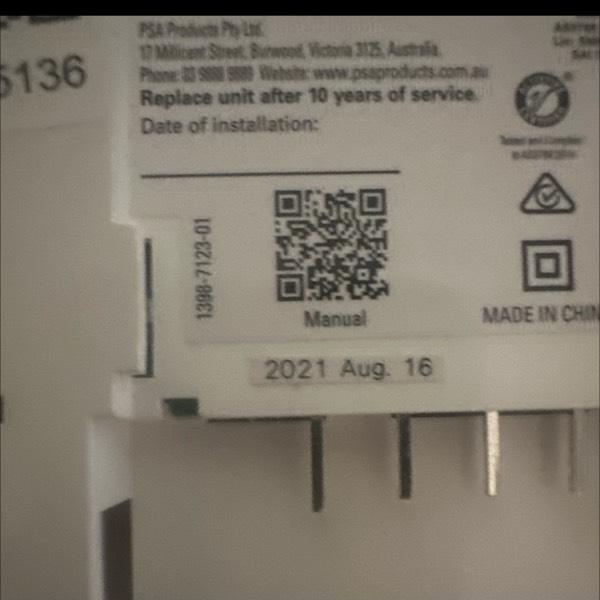 5136
PSA Products Pty Ltd.
17 Millicent Street, Burwood, Victoria 3125, Australia.
Phone: 03 9888 9889 Website: www.psaproducts.com.au
Replace unit after 10 years of service.
Date of installation:
1398-7123-01
Manual
MADE IN CHIN
2021 Aug. 16